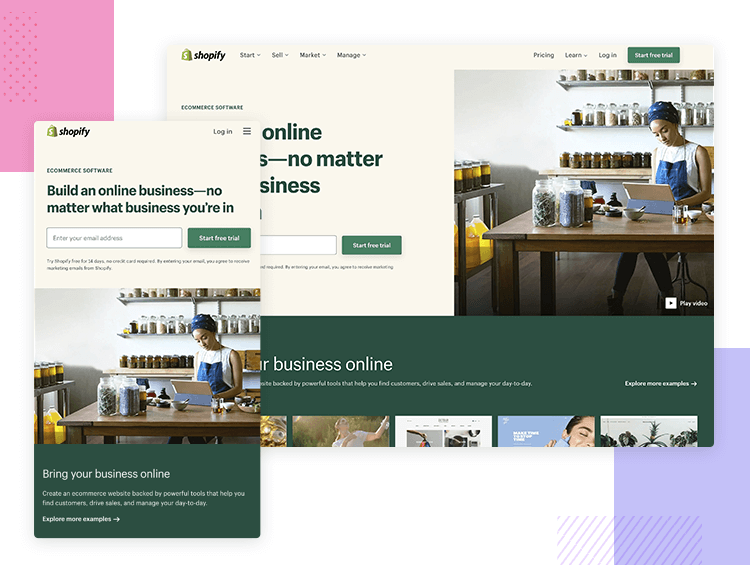 shopify
Start
Sell
Market
Manage
Pricing
Learn
Log in
Start free trial
ECOMMERCE SOFTWARE
online
s—no matter
siness
Start free trial
required. By entering your email, you agree to receive marketing
Play video
r business online
website backed by powerful tools that help you find customers, drive sales, and manage your day-to-day.
Explore more examples →
MAKE TIME
TO STOP
TIME
shopify
Log in
ECOMMERCE SOFTWARE
Build an online business—no
matter what business you're in
Enter your email address
Start free trial
Try Shopify free for 14 days, no credit card required. By entering your email, you agree to receive
marketing emails from Shopify.
Bring your business online
Create an ecommerce website backed by powerful tools that help you
find customers, drive sales, and manage your day-to-day.
Explore more examples →